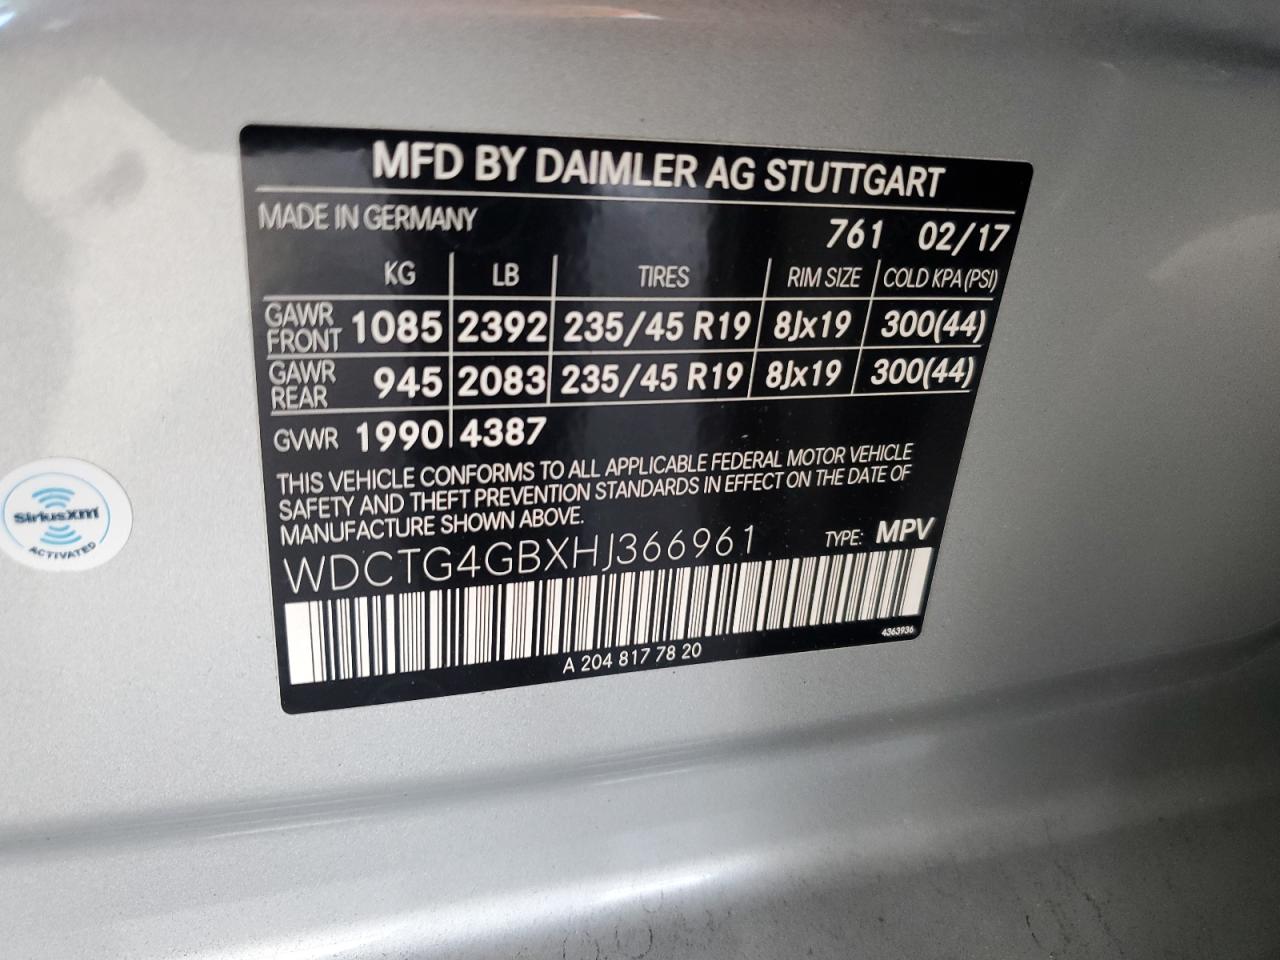 MFD BY DAIMLER AG STUTTGART
MADE IN GERMANY 761 02/17
KG LB TIRES RIM SIZE COLD KPA (PSI)
GAWR FRONT 1085 2392 235/45 R19 8Jx19 300(44)
GAWR REAR 945 2083 235/45 R19 8Jx19 300(44)
GVWR 1990 4387
THIS VEHICLE CONFORMS TO ALL APPLICABLE FEDERAL MOTOR VEHICLE
SAFETY AND THEFT PREVENTION STANDARDS IN EFFECT ON THE DATE OF
MANUFACTURE SHOWN ABOVE.
WDCTG4GBXHJ366961 TYPE: MPV
4363936
A 204 817 78 20
SiriusXM
ACTIVATED